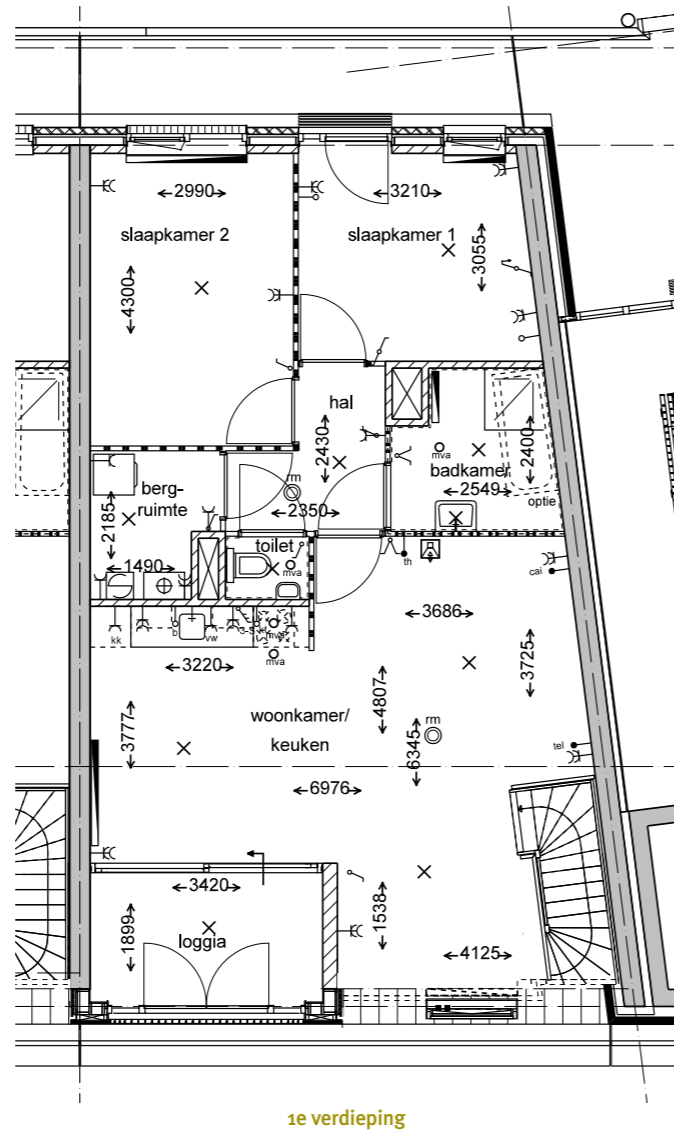 2990
3210
slaapkamer 2
slaapkamer 1
3055
4300
hal
2430
mva
badkamer
2400
2549
optie
berg-
ruimte
rm
2350
2185
toilet
mva
1490
th
cai
kk
b
vw
mva
mva
3686
3220
3725
4807
woonkamer/
keuken
rm
3777
6345
tel
6976
3420
1899
loggia
1538
4125
1e verdieping